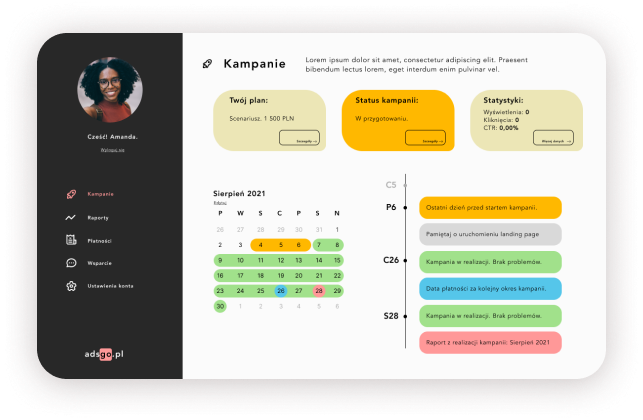 Cześć! Amanda.
Wyloguj się
Kampanie
Raporty
Płatności
Wsparcie
Ustawienia konta
adsgo.pl
Kampanie
Lorem ipsum dolor sit amet, consectetur adipiscing elit. Praesent
bibendum lectus lorem, eget interdum enim pulvinar vel.
Twój plan:
Scenariusz. 1 500 PLN
Szczegóły →
Status kampanii:
W przygotowaniu.
Szczegóły →
Statystyki:
Wyświetlenia: 0
Kliknięcia: 0
CTR: 0,00%
Więcej danych →
Sierpień 2021
P W S C P S N
26 27 28 29 30 31 1
2 3 4 5 6 7 8
9 10 11 12 13 14 15
16 17 18 19 20 21 22
23 24 25 26 27 28 29
30 1 2 3 4 5 6
C5
P6
Ostatni dzień przed startem kampanii.
Pamiętaj o uruchomieniu landing page
C26
Kampania w realizacji. Brak problemów.
Data płatności za kolejny okres kampanii.
S28
Kampania w realizacji. Brak problemów.
Raport z realizacji kampanii: Sierpień 2021